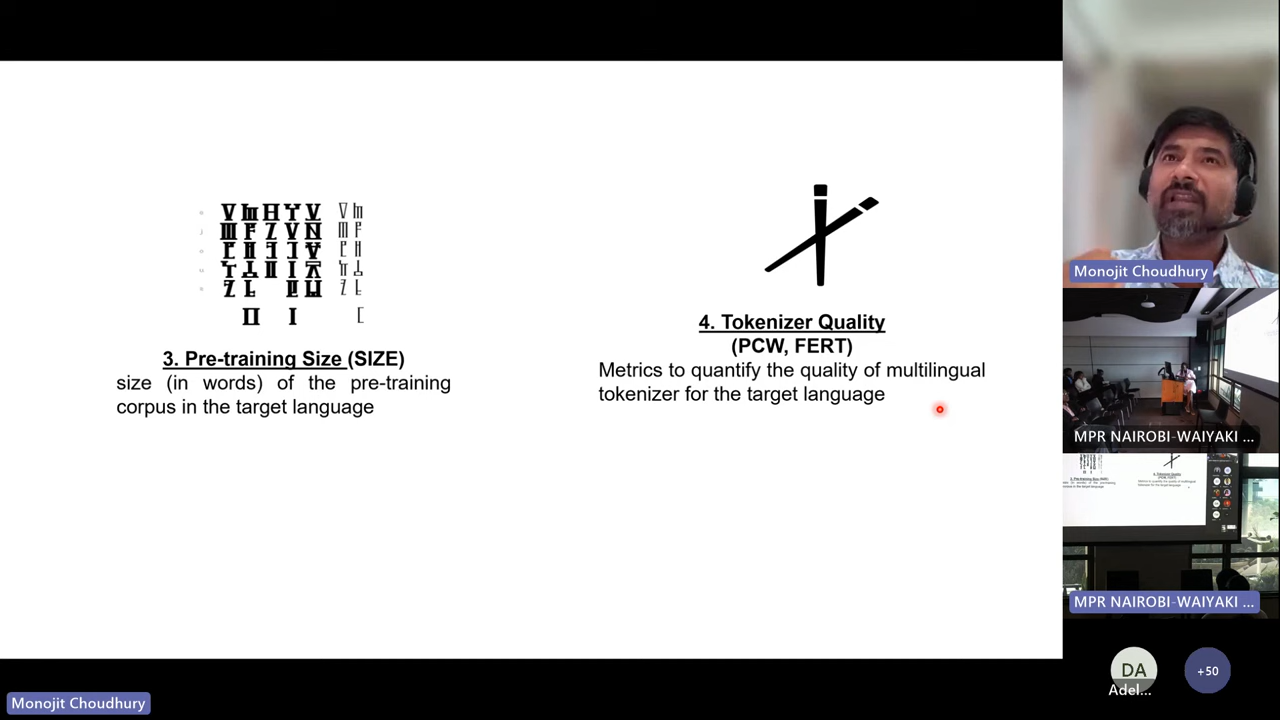 3. Pre-training Size (SIZE)
size (in words) of the pre-training
corpus in the target language
4. Tokenizer Quality
(PCW, FERT)
Metrics to quantify the quality of multilingual
tokenizer for the target language
Monojit Choudhury
MPR NAIROBI-WAIYAKI ...
MPR NAIROBI-WAIYAKI ...
DA
Adel...
+50
Monojit Choudhury